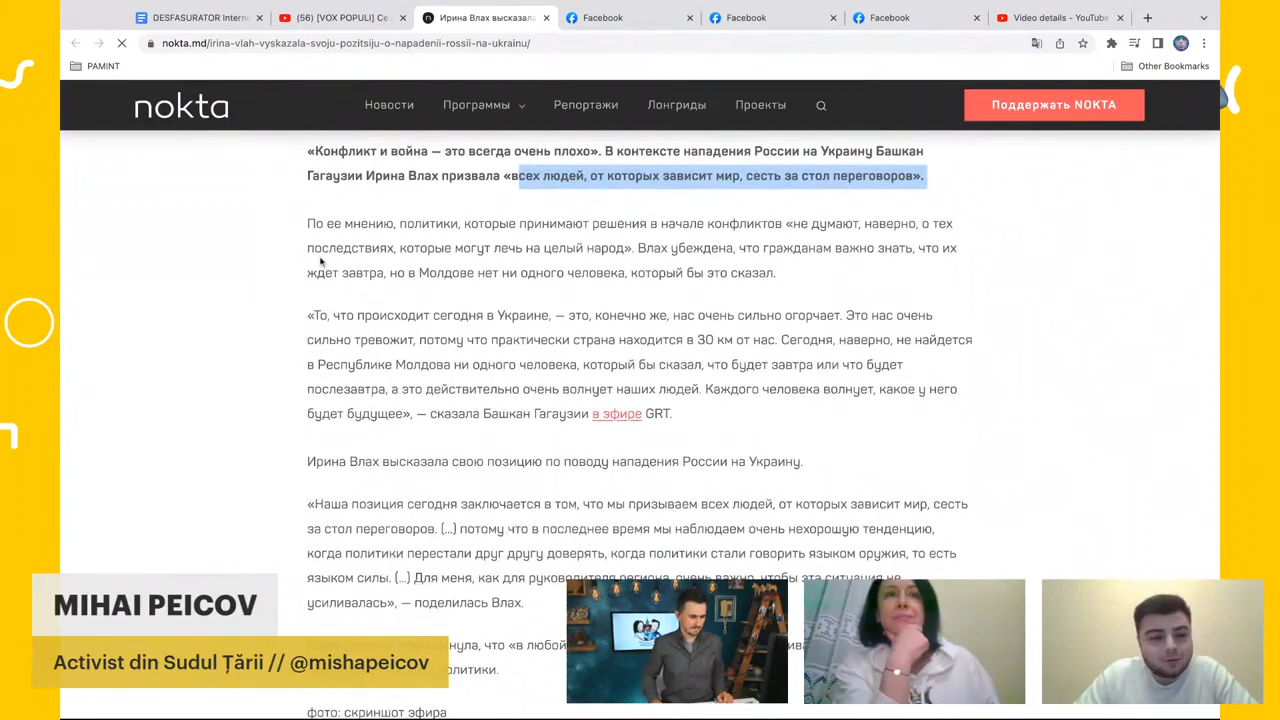 DESFASURATOR Intern
(56) [VOX POPULI] Ce
Ирина Влах высказала
Facebook
Facebook
Facebook
Video details - YouTube
nokta.md/irina-vlah-vyskazala-svoju-pozitsiju-o-napadenii-rossii-na-ukrainu/
PAMINT
Other Bookmarks
nokta
Новости
Программы
Репортажи
Лонгриды
Проекты
Поддержать NOKTA
«Конфликт и война — это всегда очень плохо». В контексте нападения России на Украину Башкан
Гагаузии Ирина Влах призвала «всех людей, от которых зависит мир, сесть за стол переговоров».
По ее мнению, политики, которые принимают решения в начале конфликтов «не думают, наверно, о тех
последствиях, которые могут лечь на целый народ». Влах убеждена, что гражданам важно знать, что их
ждет завтра, но в Молдове нет ни одного человека, который бы это сказал.
«То, что происходит сегодня в Украине, — это, конечно же, нас очень сильно огорчает. Это нас очень
сильно тревожит, потому что практически страна находится в 30 км от нас. Сегодня, наверно, не найдется
в Республике Молдова ни одного человека, который бы сказал, что будет завтра или что будет
послезавтра, а это действительно очень волнует наших людей. Каждого человека волнует, какое у него
будет будущее», — сказала Башкан Гагаузии в эфире GRT.
Ирина Влах высказала свою позицию по поводу нападения России на Украину.
«Наша позиция сегодня заключается в том, что мы призываем всех людей, от которых зависит мир, сесть
за стол переговоров. (…) потому что в последнее время мы наблюдаем очень нехорошую тенденцию,
когда политики перестали друг другу доверять, когда политики стали говорить языком оружия, то есть
языком силы. (…) Для меня, как для руководителя региона, очень важно, чтобы эта ситуация не
усиливалась», — поделилась Влах.
что «в любой
политики.
фото: скриншот эфира
MIHAI PEICOV
Activist din Sudul Țării // @mishapeicov